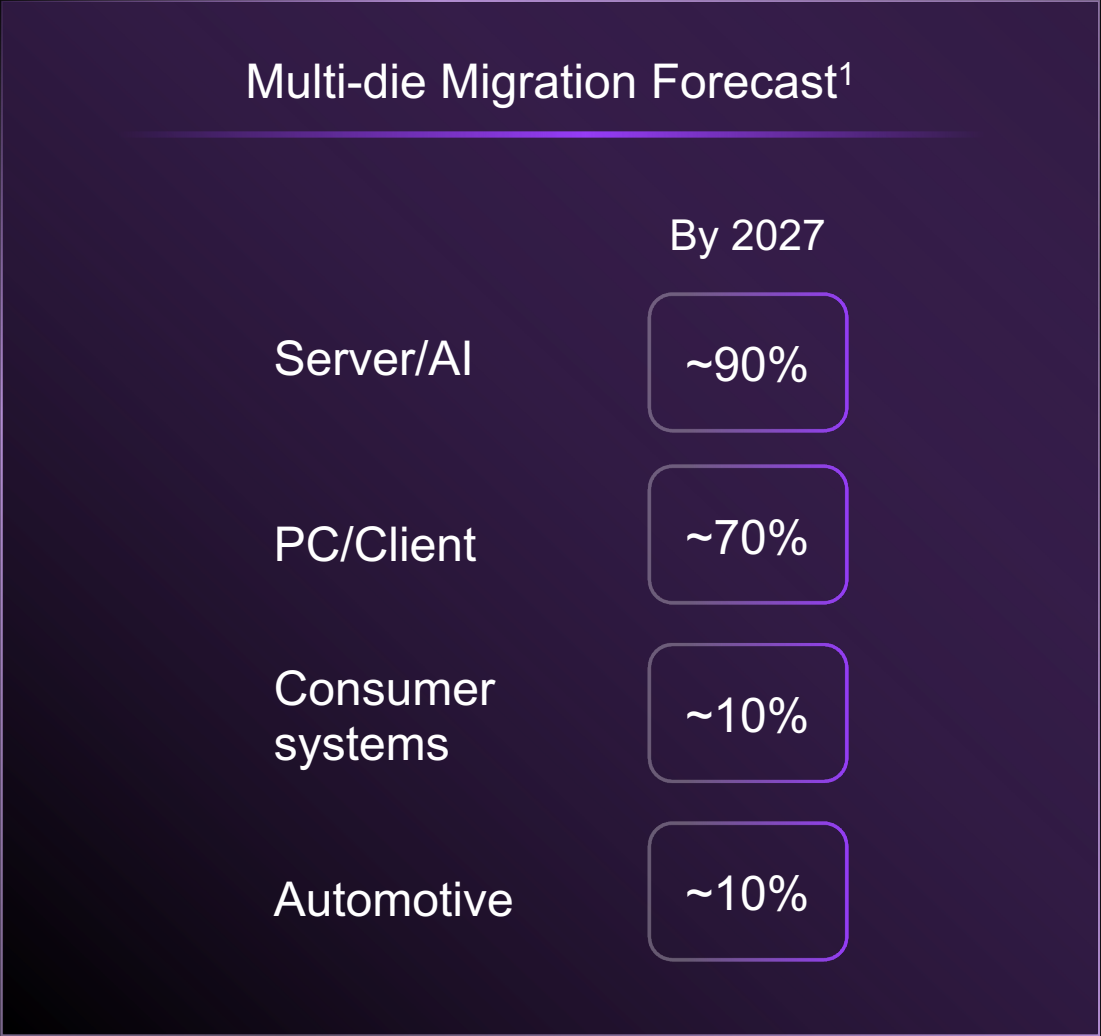 Multi-die Migration Forecast¹
By 2027
Server/AI
~90%
PC/Client
~70%
Consumer
systems
~10%
Automotive
~10%